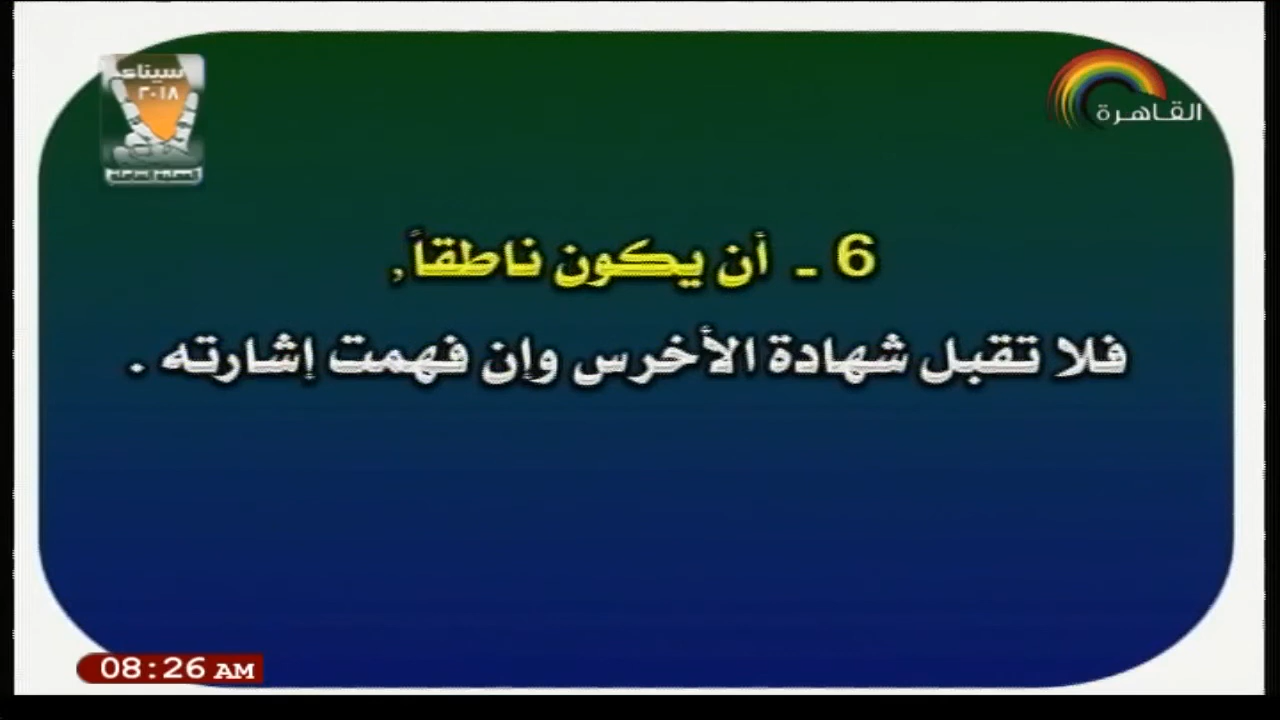 سيناء
٢٠١٨
القاهرة
6 - أن يكون ناطقاً,
فلا تقبل شهادة الأخرس وإن فهمت إشارته .
08:26 AM